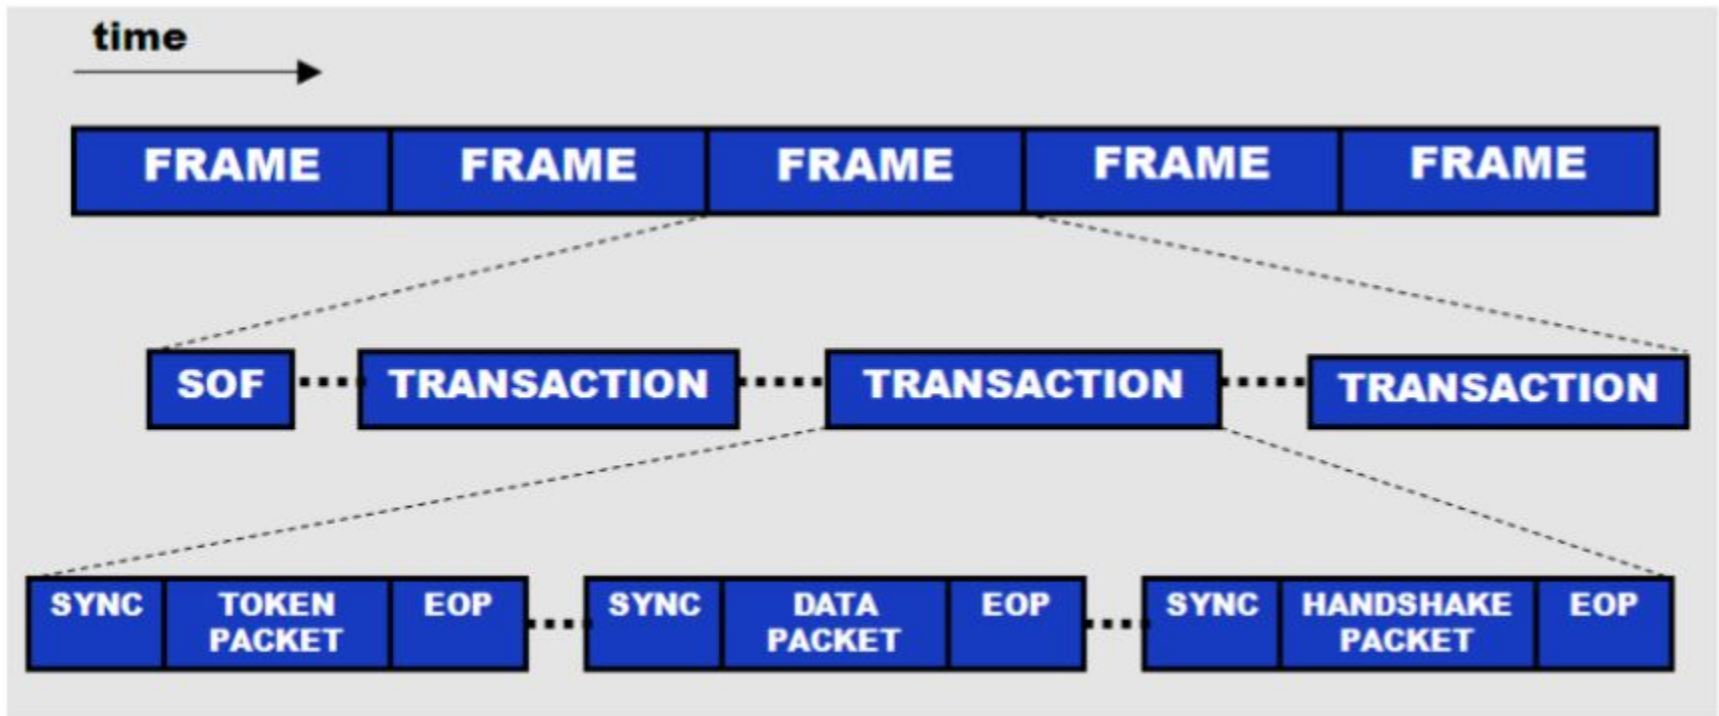 time
FRAME FRAME FRAME FRAME FRAME
SOF TRANSACTION TRANSACTION TRANSACTION
SYNC TOKEN PACKET EOP SYNC DATA PACKET EOP SYNC HANDSHAKE PACKET EOP